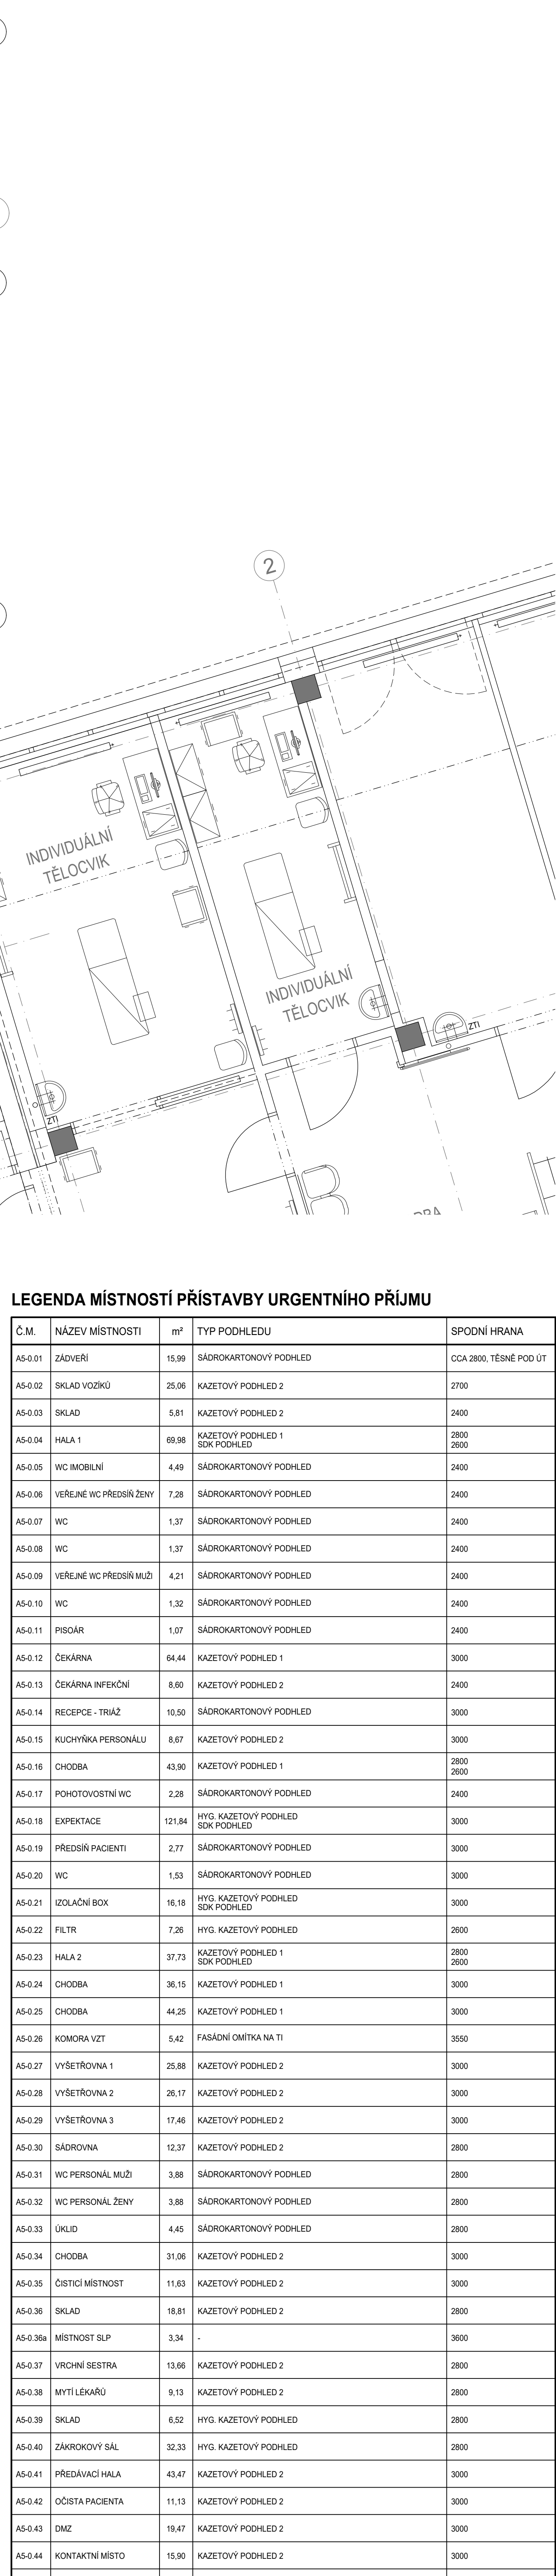 2
INDIVIDUÁLNÍ
TĚLOCVIK
INDIVIDUÁLNÍ
TĚLOCVIK
ZTI
ZTI
LEGENDA MÍSTNOSTÍ PŘÍSTAVBY URGENTNÍHO PŘÍJMU
Č.M. NÁZEV MÍSTNOSTI m² TYP PODHLEDU SPODNÍ HRANA
A5-0.01 ZÁDVEŘÍ 15,99 SÁDROKARTONOVÝ PODHLED CCA 2800, TĚSNĚ POD ÚT
A5-0.02 SKLAD VOZÍKŮ 25,06 KAZETOVÝ PODHLED 2 2700
A5-0.03 SKLAD 5,81 KAZETOVÝ PODHLED 2 2400
A5-0.04 HALA 1 69,98 KAZETOVÝ PODHLED 1 2800
SDK PODHLED 2600
A5-0.05 WC IMOBILNÍ 4,49 SÁDROKARTONOVÝ PODHLED 2400
A5-0.06 VEŘEJNÉ WC PŘEDSÍŇ ŽENY 7,28 SÁDROKARTONOVÝ PODHLED 2400
A5-0.07 WC 1,37 SÁDROKARTONOVÝ PODHLED 2400
A5-0.08 WC 1,37 SÁDROKARTONOVÝ PODHLED 2400
A5-0.09 VEŘEJNÉ WC PŘEDSÍŇ MUŽI 4,21 SÁDROKARTONOVÝ PODHLED 2400
A5-0.10 WC 1,32 SÁDROKARTONOVÝ PODHLED 2400
A5-0.11 PISOÁR 1,07 SÁDROKARTONOVÝ PODHLED 2400
A5-0.12 ČEKÁRNA 64,44 KAZETOVÝ PODHLED 1 3000
A5-0.13 ČEKÁRNA INFEKČNÍ 8,60 KAZETOVÝ PODHLED 2 2400
A5-0.14 RECEPCE - TRIÁŽ 10,50 SÁDROKARTONOVÝ PODHLED 3000
A5-0.15 KUCHYŇKA PERSONÁLU 8,67 KAZETOVÝ PODHLED 2 3000
A5-0.16 CHODBA 43,90 KAZETOVÝ PODHLED 1 2800
2600
A5-0.17 POHOTOVOSTNÍ WC 2,28 SÁDROKARTONOVÝ PODHLED 2400
A5-0.18 EXPEKTACE 121,84 HYG. KAZETOVÝ PODHLED 3000
SDK PODHLED
A5-0.19 PŘEDSÍŇ PACIENTI 2,77 SÁDROKARTONOVÝ PODHLED 3000
A5-0.20 WC 1,53 SÁDROKARTONOVÝ PODHLED 3000
A5-0.21 IZOLAČNÍ BOX 16,18 HYG. KAZETOVÝ PODHLED 3000
SDK PODHLED
A5-0.22 FILTR 7,26 HYG. KAZETOVÝ PODHLED 2600
A5-0.23 HALA 2 37,73 KAZETOVÝ PODHLED 1 2800
SDK PODHLED 2600
A5-0.24 CHODBA 36,15 KAZETOVÝ PODHLED 1 3000
A5-0.25 CHODBA 44,25 KAZETOVÝ PODHLED 1 3000
A5-0.26 KOMORA VZT 5,42 FASÁDNÍ OMÍTKA NA TI 3550
A5-0.27 VYŠETŘOVNA 1 25,88 KAZETOVÝ PODHLED 2 3000
A5-0.28 VYŠETŘOVNA 2 26,17 KAZETOVÝ PODHLED 2 3000
A5-0.29 VYŠETŘOVNA 3 17,46 KAZETOVÝ PODHLED 2 3000
A5-0.30 SÁDROVNA 12,37 KAZETOVÝ PODHLED 2 2800
A5-0.31 WC PERSONÁL MUŽI 3,88 SÁDROKARTONOVÝ PODHLED 2800
A5-0.32 WC PERSONÁL ŽENY 3,88 SÁDROKARTONOVÝ PODHLED 2800
A5-0.33 ÚKLID 4,45 SÁDROKARTONOVÝ PODHLED 2800
A5-0.34 CHODBA 31,06 KAZETOVÝ PODHLED 2 3000
A5-0.35 ČISTICÍ MÍSTNOST 11,63 KAZETOVÝ PODHLED 2 3000
A5-0.36 SKLAD 18,81 KAZETOVÝ PODHLED 2 2800
A5-0.36a MÍSTNOST SLP 3,34 - 3600
A5-0.37 VRCHNÍ SESTRA 13,66 KAZETOVÝ PODHLED 2 2800
A5-0.38 MYTÍ LÉKAŘŮ 9,13 KAZETOVÝ PODHLED 2 2800
A5-0.39 SKLAD 6,52 HYG. KAZETOVÝ PODHLED 2800
A5-0.40 ZÁKROKOVÝ SÁL 32,33 HYG. KAZETOVÝ PODHLED 2800
A5-0.41 PŘEDÁVACÍ HALA 43,47 KAZETOVÝ PODHLED 2 3000
A5-0.42 OČISTA PACIENTA 11,13 KAZETOVÝ PODHLED 2 3000
A5-0.43 DMZ 19,47 KAZETOVÝ PODHLED 2 3000
A5-0.44 KONTAKTNÍ MÍSTO 15,90 KAZETOVÝ PODHLED 2 3000